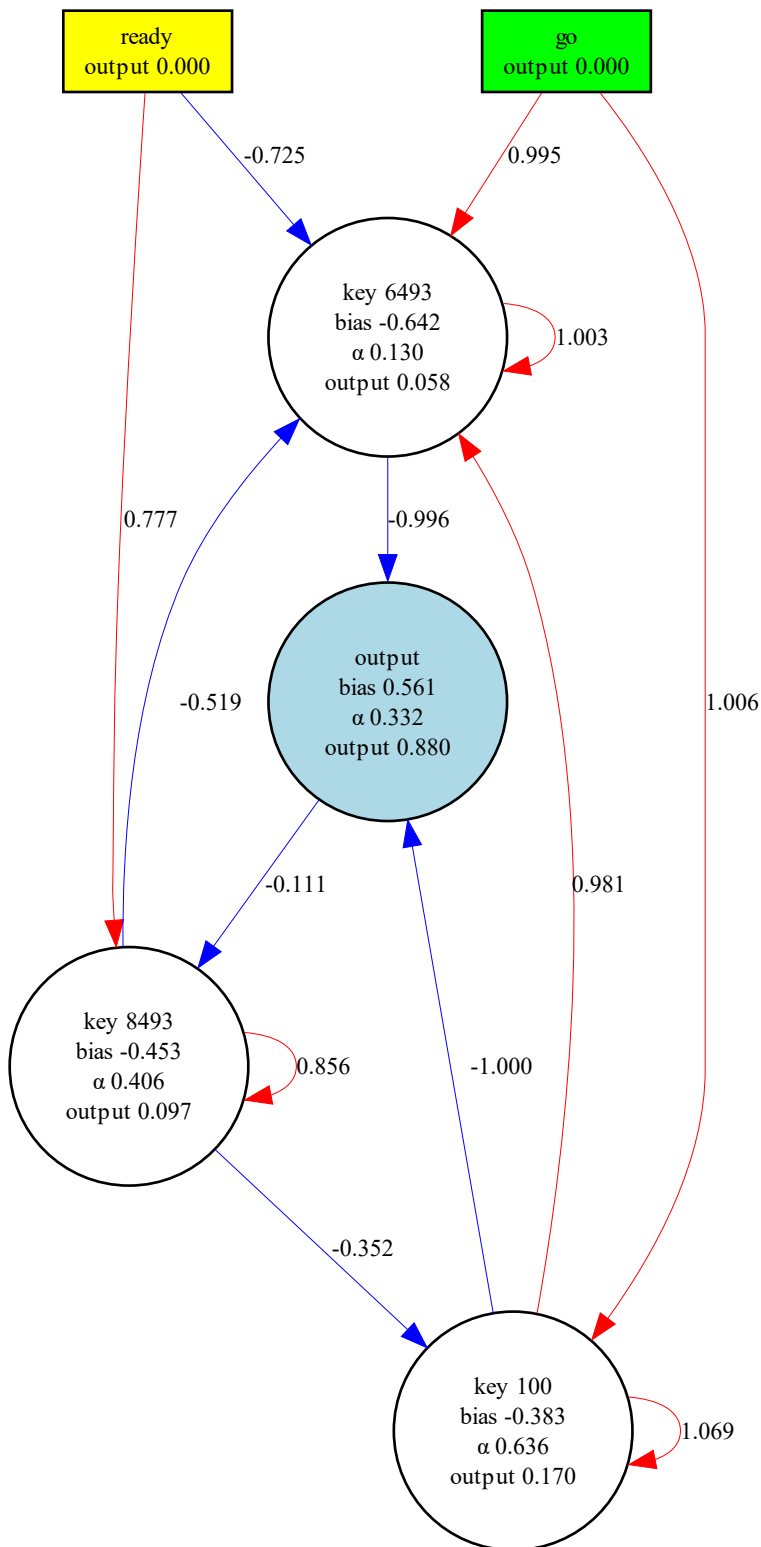 ready
output 0.000
go
output 0.000
-0.725
0.995
key 6493
bias -0.642
α 0.130
output 0.058
1.003
0.777
-0.996
-0.519
output
bias 0.561
α 0.332
output 0.880
1.006
-0.111
0.981
key 8493
bias -0.453
α 0.406
output 0.097
0.856
-1.000
-0.352
key 100
bias -0.383
α 0.636
output 0.170
1.069